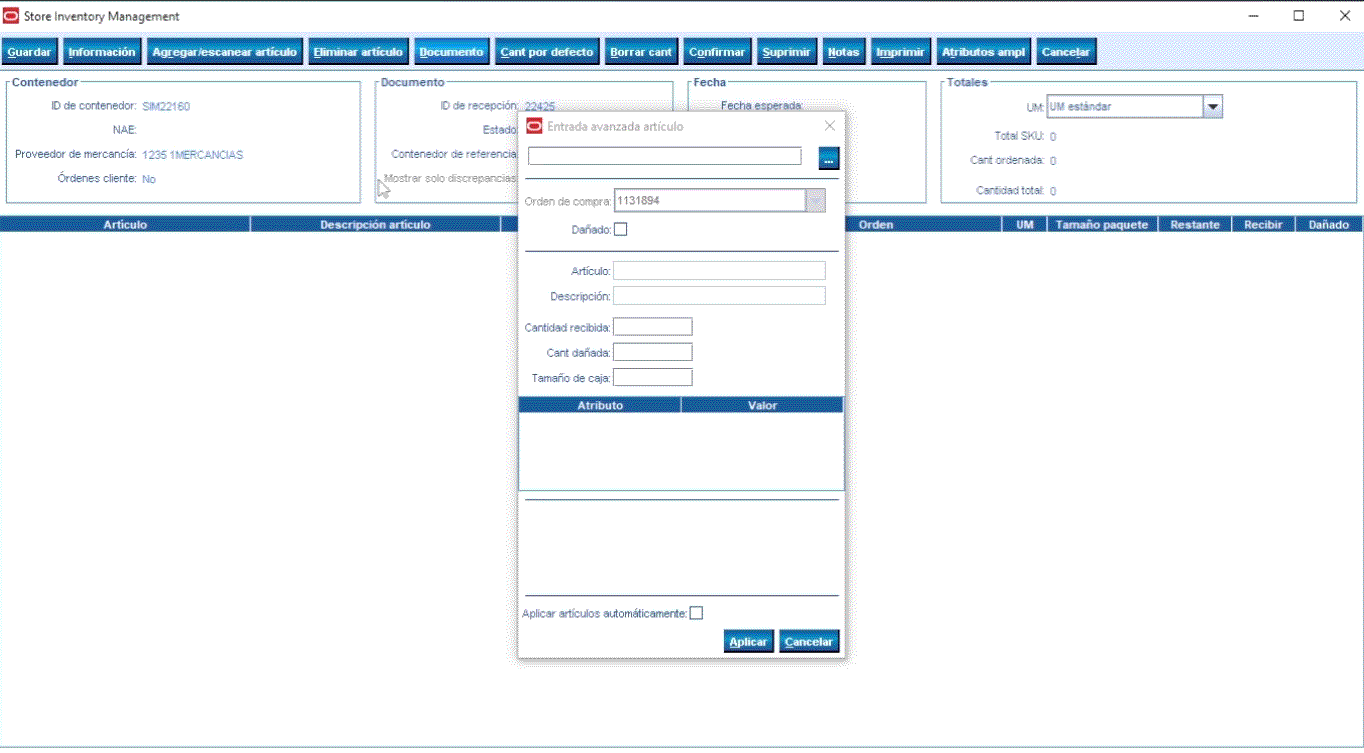 Store Inventory Management
Guardar Información Agregar/escanear artículo Eliminar artículo Documento Cant por defecto Borrar cant Confirmar Suprimir Notas Imprimir Atributos ampl Cancelar
Contenedor Documento Fecha Totales
ID de contenedor: SIM22160 ID de recepción: 22425 Fecha esperada: UM: UM estándar
NAE: Estado Total SKU: 0
Proveedor de mercancía: 1235 1MERCANCIAS Contenedor de referencia Cant ordenada: 0
Órdenes cliente: No Mostrar solo discrepancias Cantidad total: 0
Artículo Descripción artículo Orden UM Tamaño paquete Restante Recibir Dañado
Entrada avanzada artículo
...
Orden de compra: 1131894
Dañado:
Artículo:
Descripción:
Cantidad recibida:
Cant dañada:
Tamaño de caja:
Atributo Valor
Aplicar artículos automáticamente:
Aplicar Cancelar